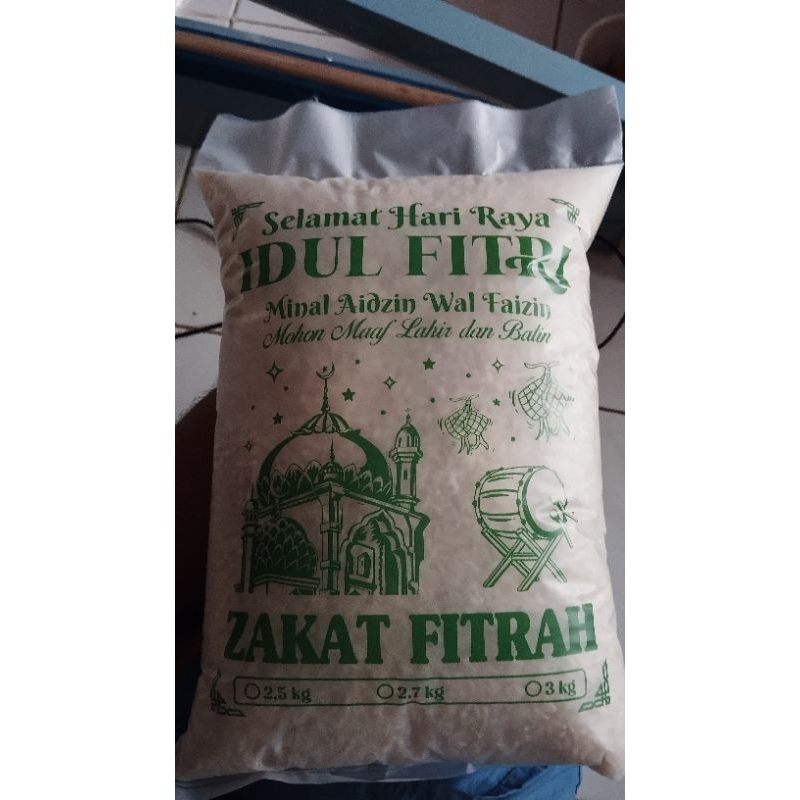 Selamat Hari Raya
IDUL FITRI
Minal Aidzin Wal Faizin
Mohon Maaf Lahir dan Batin
ZAKAT FITRAH
2,5 kg 2.7 kg 3 kg